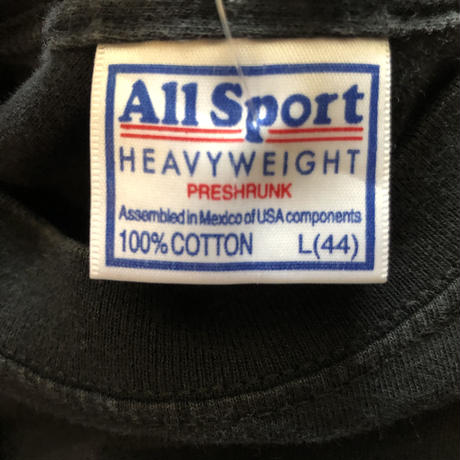 All Sport
HEAVYWEIGHT
PRESHRUNK
Assembled in Mexico of USA components
100% COTTON L(44)